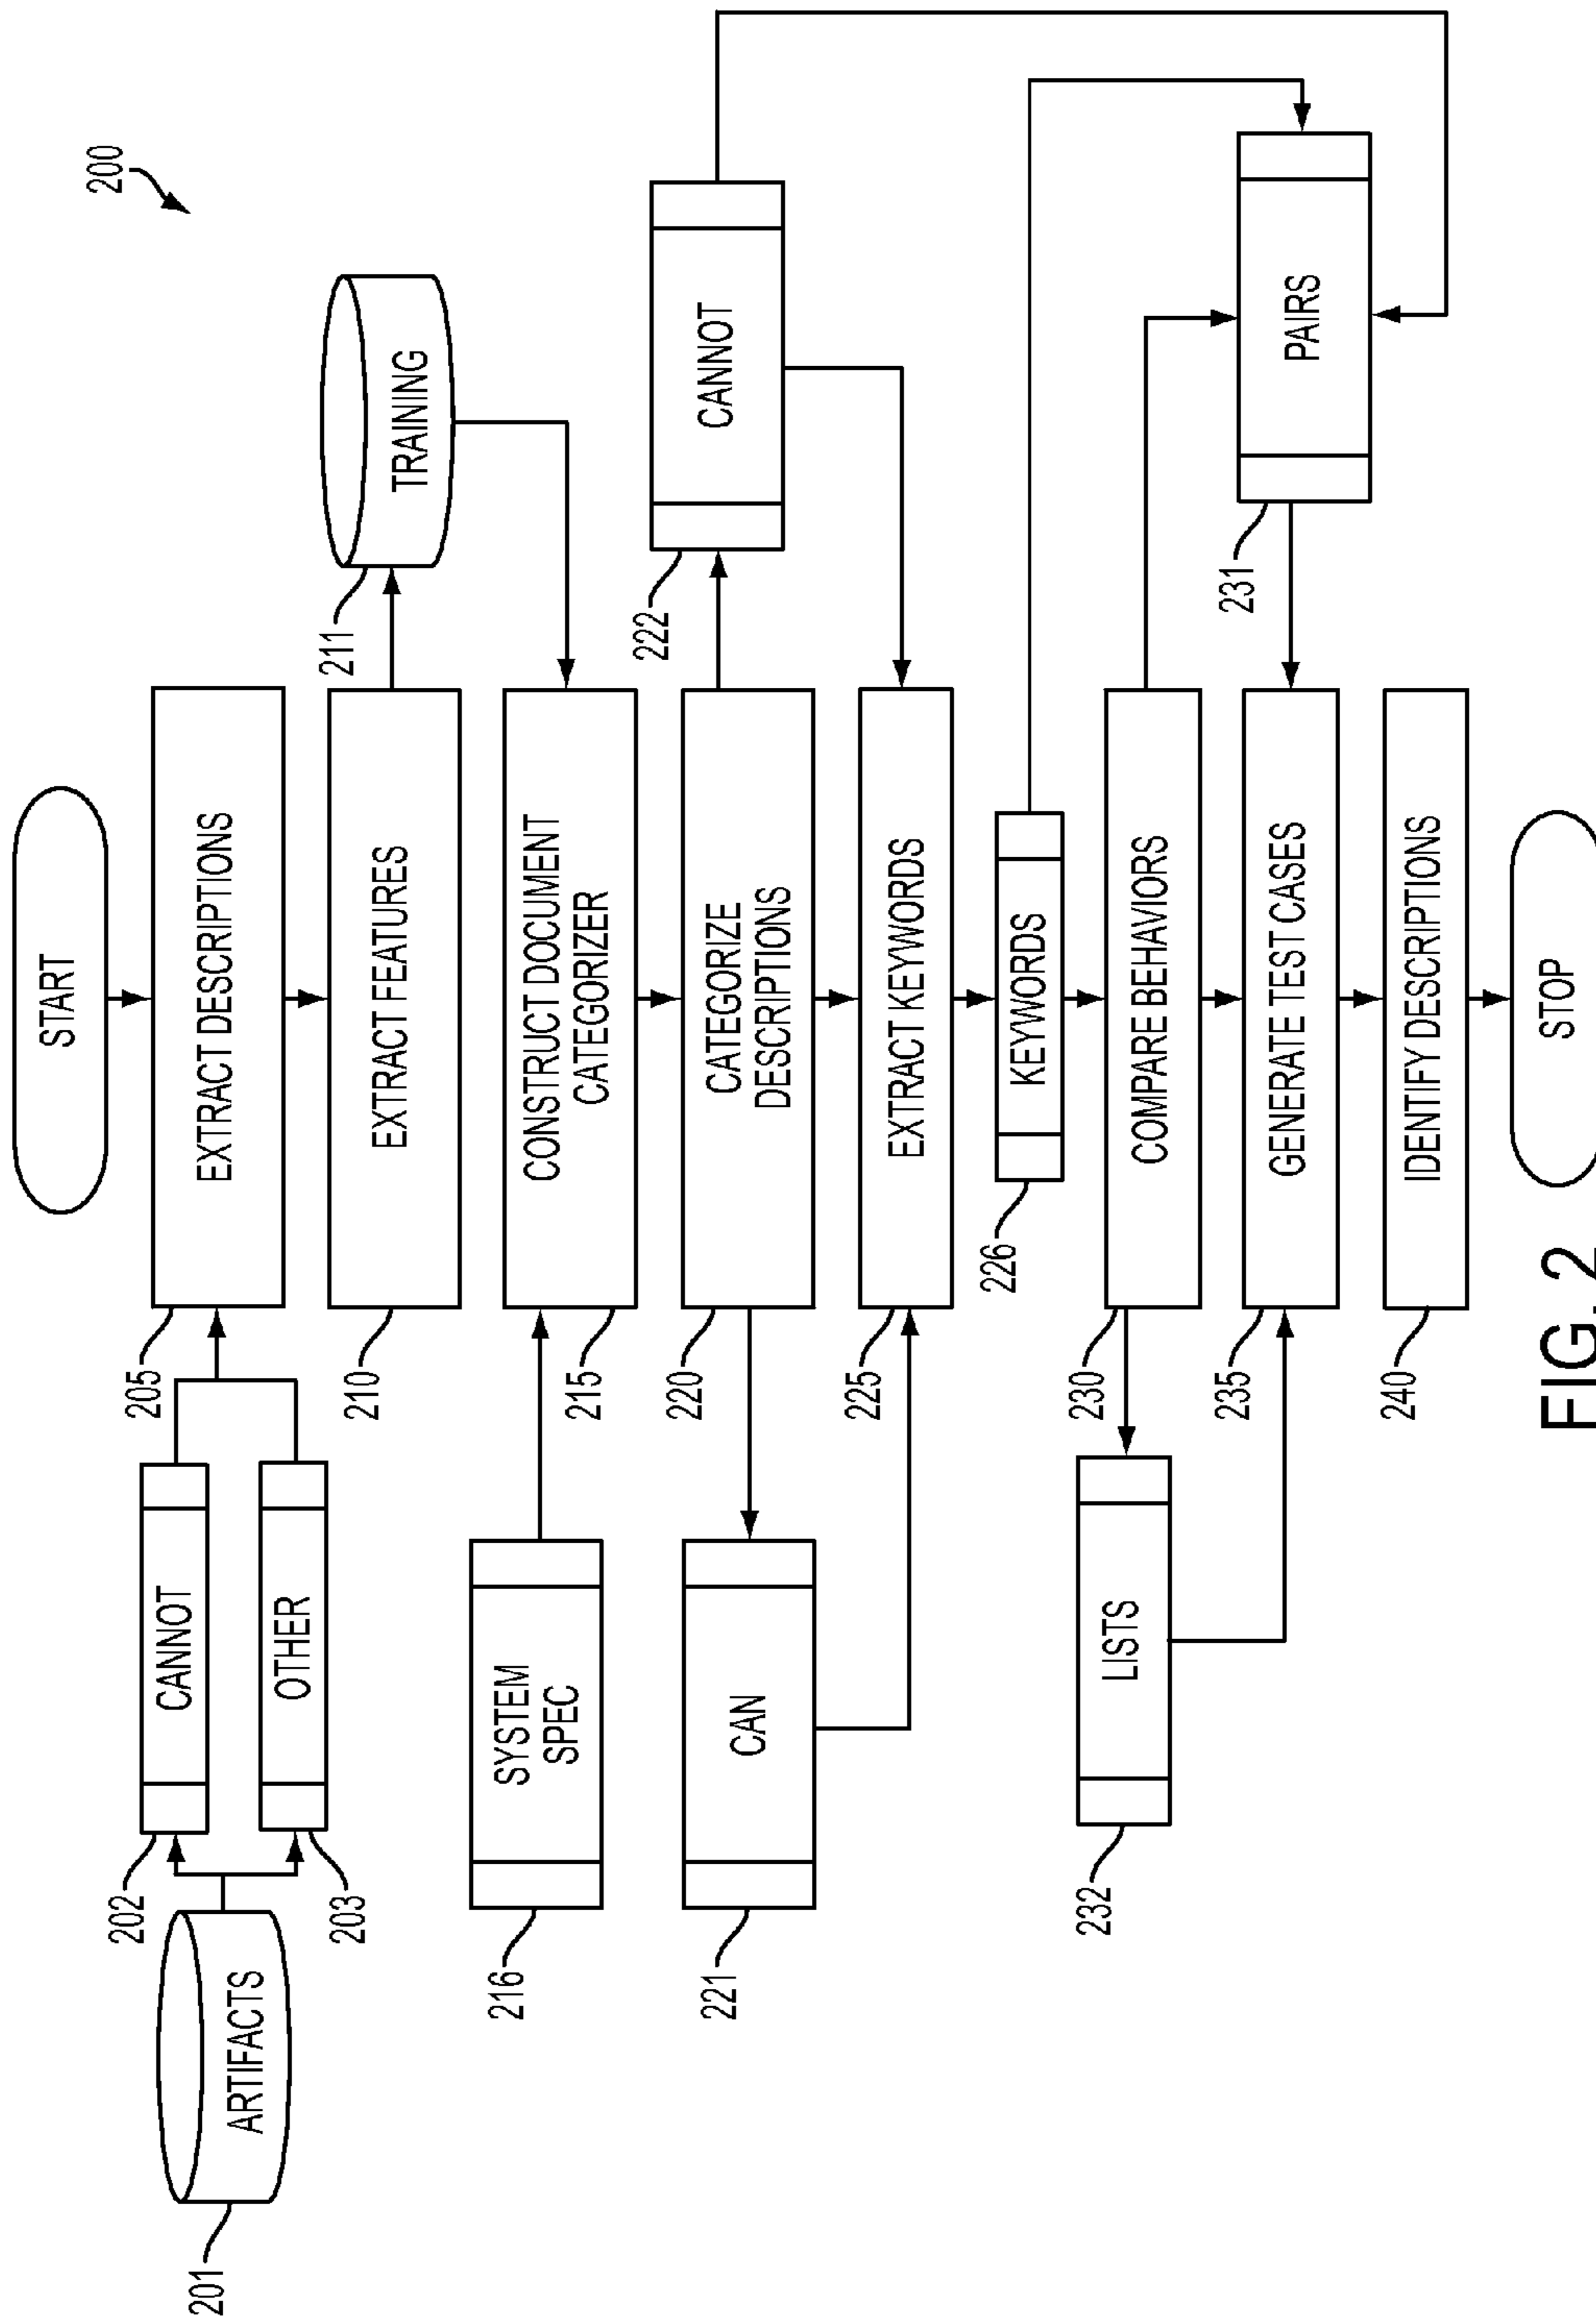 200
START
201
ARTIFACTS
202
CANNOT
203
OTHER
205
EXTRACT DESCRIPTIONS
210
EXTRACT FEATURES
211
TRAINING
216
SYSTEM
SPEC
215
CONSTRUCT DOCUMENT
CATEGORIZER
220
CATEGORIZE
DESCRIPTIONS
221
CAN
222
CANNOT
225
EXTRACT KEYWORDS
226
KEYWORDS
230
COMPARE BEHAVIORS
231
PAIRS
232
LISTS
235
GENERATE TEST CASES
240
IDENTIFY DESCRIPTIONS
STOP
FIG. 2